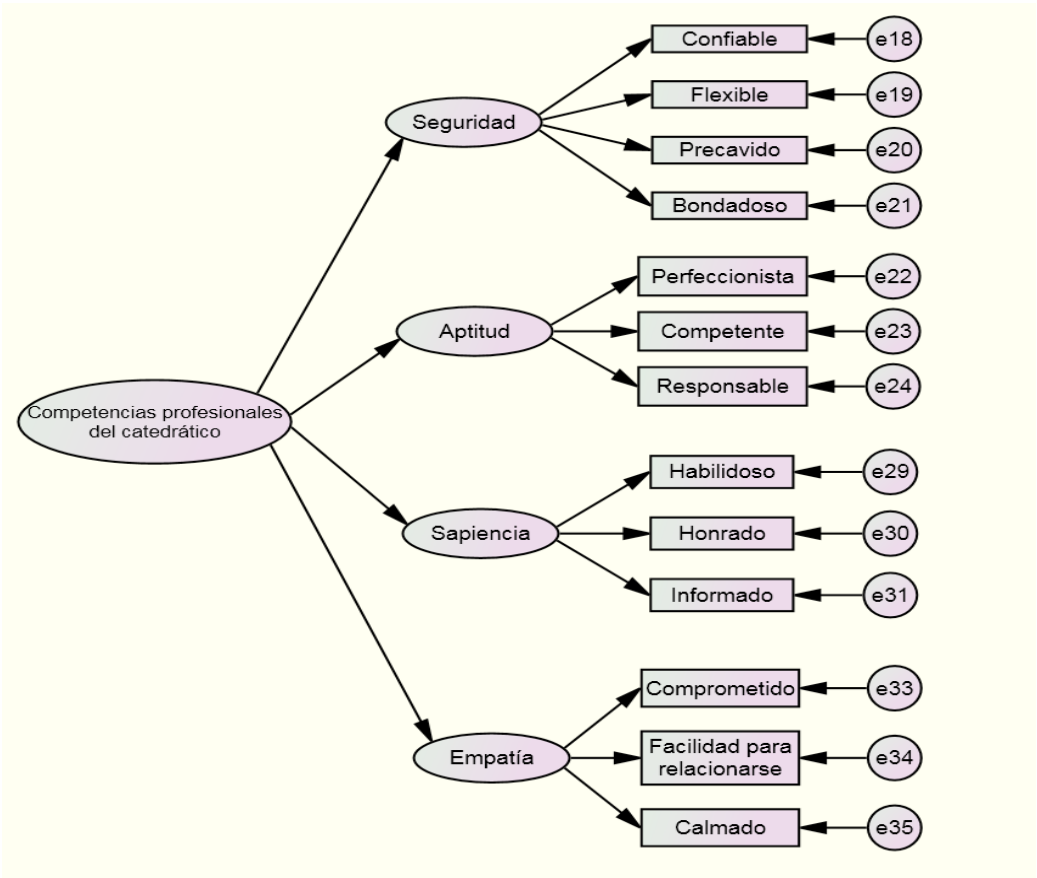 Confiable
e18
Flexible
e19
Seguridad
Precavido
e20
Bondadoso
e21
Perfeccionista
e22
Aptitud
Competente
e23
Responsable
e24
Competencias profesionales
del catedrático
Habilidoso
e29
Sapiencia
Honrado
e30
Informado
e31
Comprometido
e33
Empatía
Facilidad para
relacionarse
e34
Calmado
e35